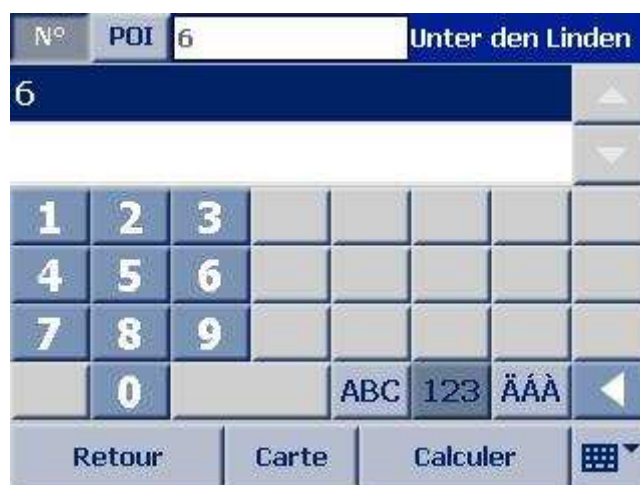 N° POI 6 Unter den Linden
6
1 2 3
4 5 6
7 8 9
0 ABC 123 ÄÁÀ
Retour Carte Calculer